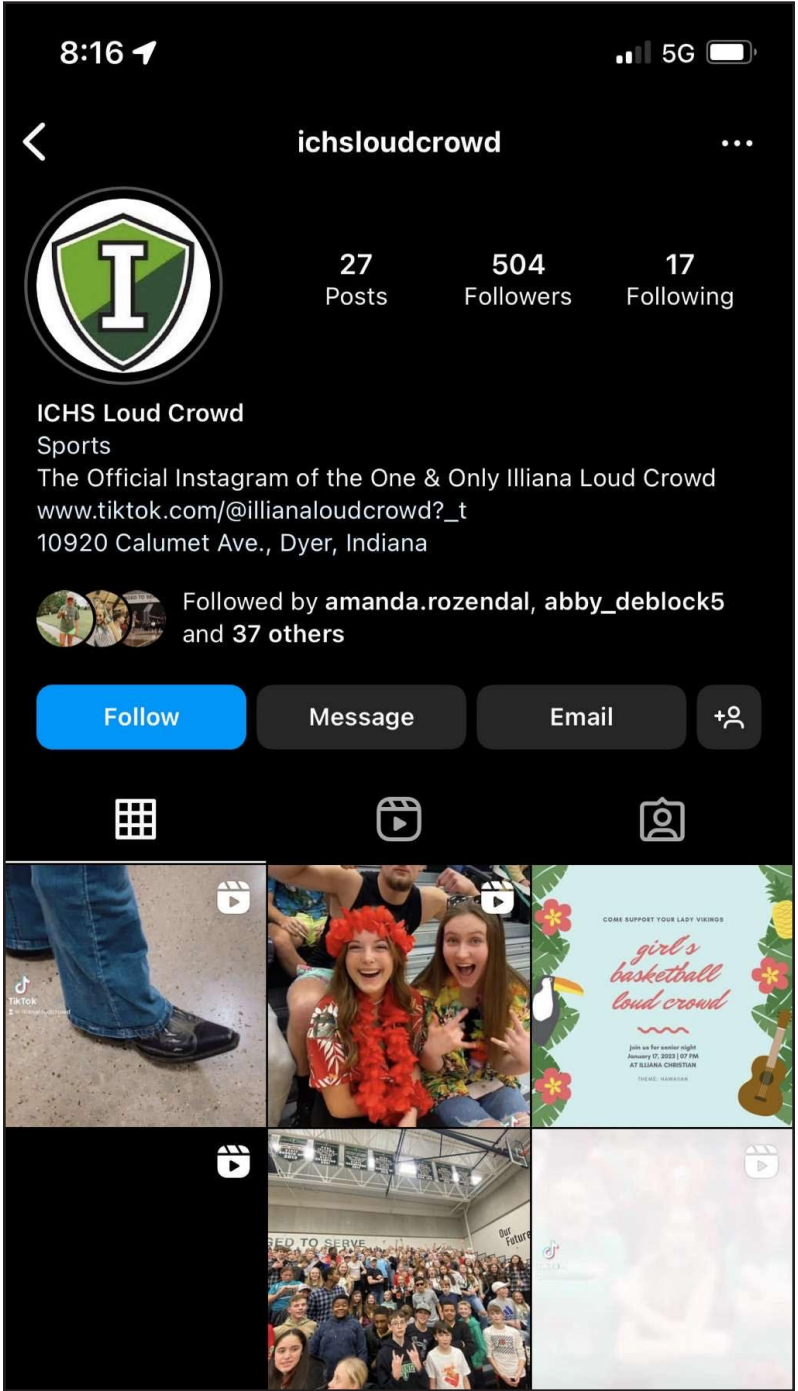 8:16
5G
ichsloudcrowd
I
27
504
17
Posts
Followers
Following
ICHS Loud Crowd
Sports
The Official Instagram of the One & Only Illiana Loud Crowd
www.tiktok.com/@illianaloudcrowd?_t
10920 Calumet Ave., Dyer, Indiana
Followed by amanda.rozendal, abby_deblock5
and 37 others
Follow
Message
Email
TikTok
COME SUPPORT YOUR LADY VIKINGS
girl's
basketball
loud crowd
join us for senior night
January 17, 2023 | 07 PM
AT ILLIANA CHRISTIAN
THEME: HAWAIIAN
SED TO SERVE
Our
Future